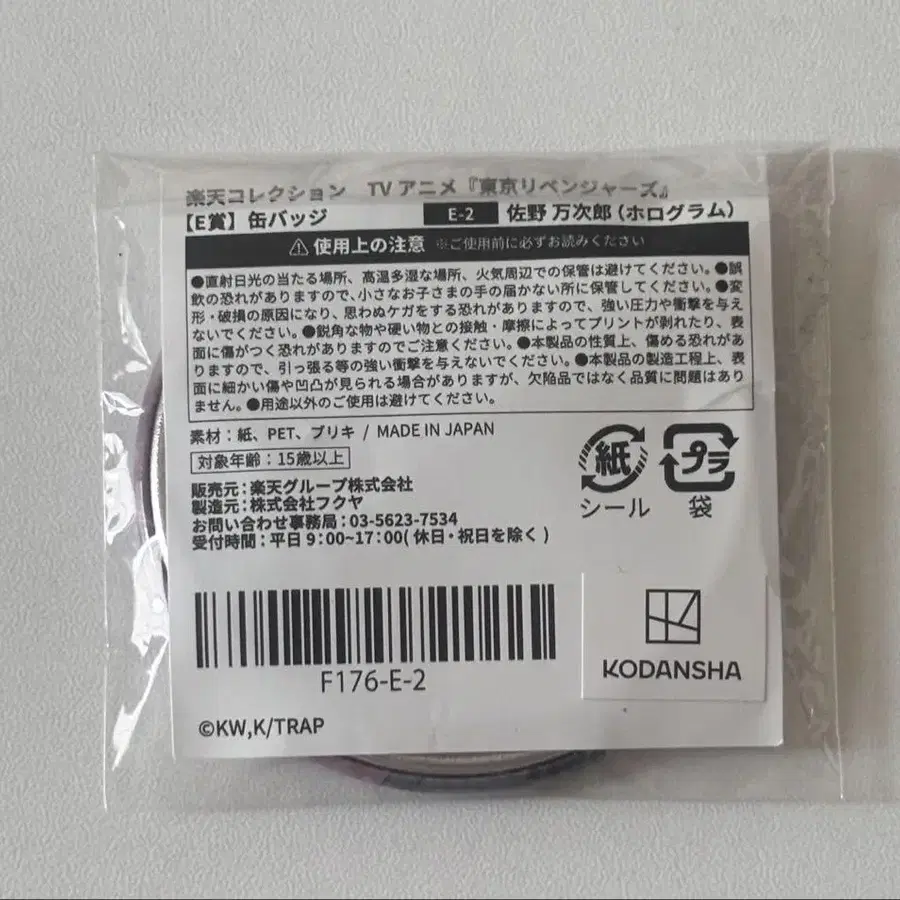 楽天コレクション TVアニメ『東京リベンジャーズ』
【E賞】缶バッジ E-2 佐野 万次郎(ホログラム)
⚠ 使用上の注意 ※ご使用前に必ずお読みください
●直射日光の当たる場所、高温多湿な場所、火気周辺での保管は避けてください。●誤
飲の恐れがありますので、小さなお子さまの手の届かない所に保管してください。●変
形・破損の原因になり、思わぬケガをする恐れがありますので、強い圧力や衝撃を与え
ないでください。●鋭角な物や硬い物との接触・摩擦によってプリントが剥れたり、表
面に傷がつく恐れがありますのでご注意ください。●本製品の性質上、傷める恐れがあ
りますので、引っ張る等の強い衝撃を与えないでください。●本製品の製造工程上、表
面に細かい傷や凹凸が見られる場合がありますが、欠陥品ではなく品質に問題はあり
ません。●用途以外のご使用は避けてください。
素材：紙、PET、ブリキ / MADE IN JAPAN
対象年齢：15歳以上
販売元：楽天グループ株式会社
製造元：株式会社フクヤ
お問い合わせ事務局：03-5623-7534
受付時間：平日 9：00~17：00( 休日・祝日を除く )
紙
シール
プラ
袋
F176-E-2
KODANSHA
©KW,K/TRAP